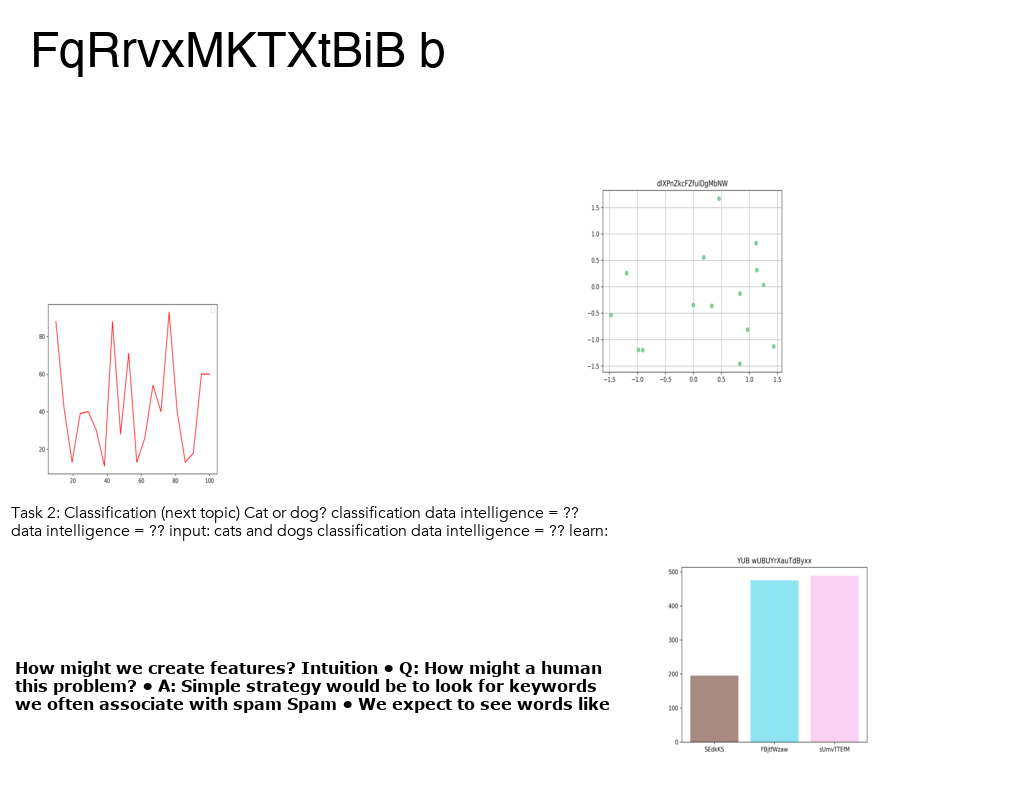 FqRrvxMKTXtBiB b
dIXPnZkcFZfuIDgMbNW
1.5
1.0
0.5
0.0
−0.5
−1.0
−1.5
−1.5 −1.0 −0.5 0.0 0.5 1.0 1.5
80
60
40
20
20 40 60 80 100
Task 2: Classification (next topic) Cat or dog? classification data intelligence = ??
data intelligence = ?? input: cats and dogs classification data intelligence = ?? learn:
YUB wUBUYrXauTdByxx
500
400
300
200
100
0
SEdkKS FBjtfWzaw sUmvTTEfM
How might we create features? Intuition ● Q: How might a human
this problem? ● A: Simple strategy would be to look for keywords
we often associate with spam Spam ● We expect to see words like